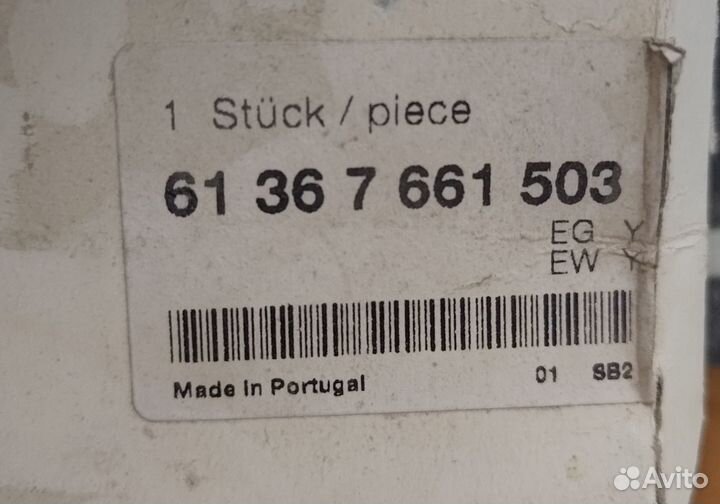 1 Stück / piece
61 36 7 661 503
EG Y
EW Y
Made in Portugal 01 SB2
Avito